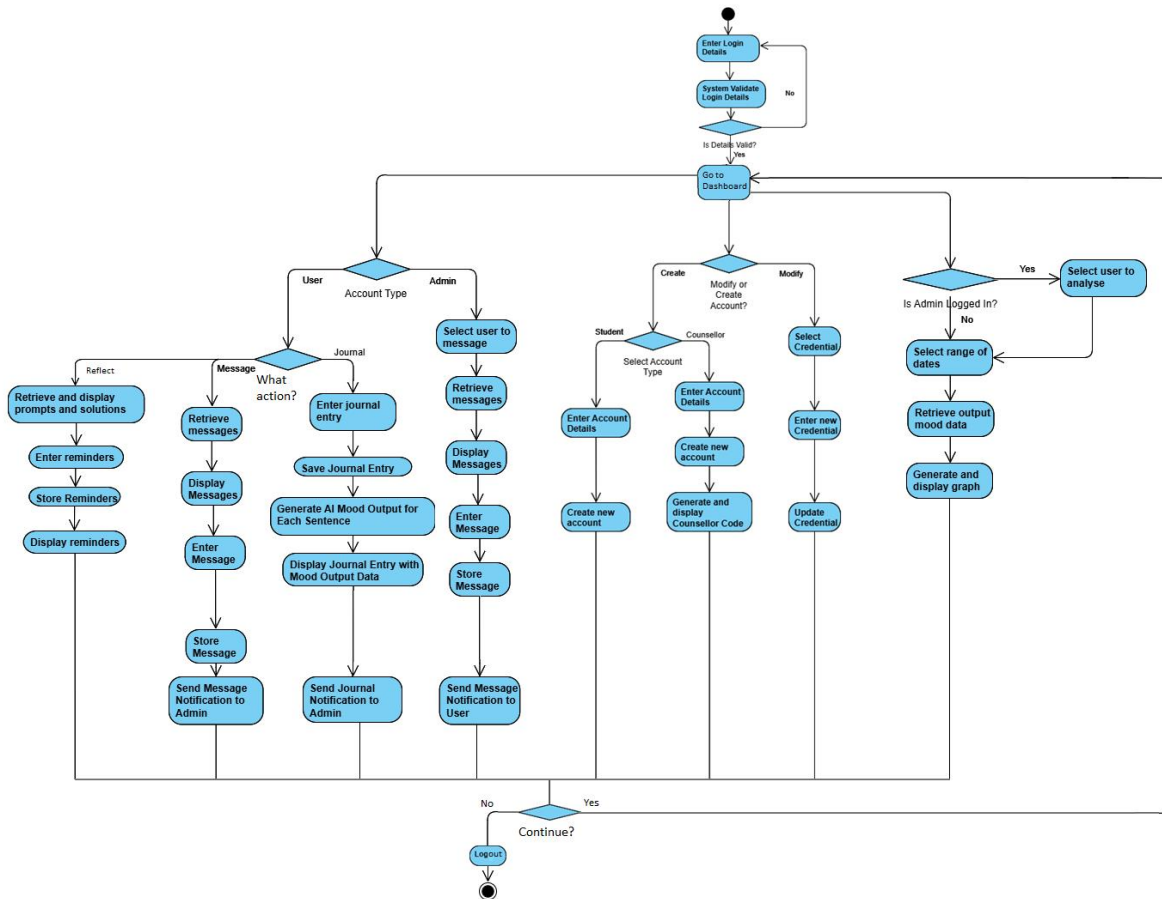 Enter Login
Details
System Validate
Login Details
No
Is Details Valid?
Yes
Go to
Dashboard
User
Account Type
Admin
Create
Modify or
Create
Account?
Modify
Is Admin Logged In?
Yes
No
Select user to
analyse
Select range of
dates
Retrieve output
mood data
Generate and
display graph
Reflect
Message
What
action?
Journal
Retrieve and display
prompts and solutions
Enter reminders
Store Reminders
Display reminders
Retrieve
messages
Display
Messages
Enter
Message
Store
Message
Send Message
Notification to
Admin
Enter journal
entry
Save Journal Entry
Generate AI Mood Output for
Each Sentence
Display Journal Entry with
Mood Output Data
Send Journal
Notification to
Admin
Select user to
message
Retrieve
messages
Display
Messages
Enter
Message
Store
Message
Send Message
Notification to
User
Student
Select Account
Type
Counsellor
Enter Account
Details
Create new
account
Enter Account
Details
Create new
account
Generate and
display
Counsellor Code
Select
Credential
Enter new
Credential
Update
Credential
No
Yes
Continue?
Logout